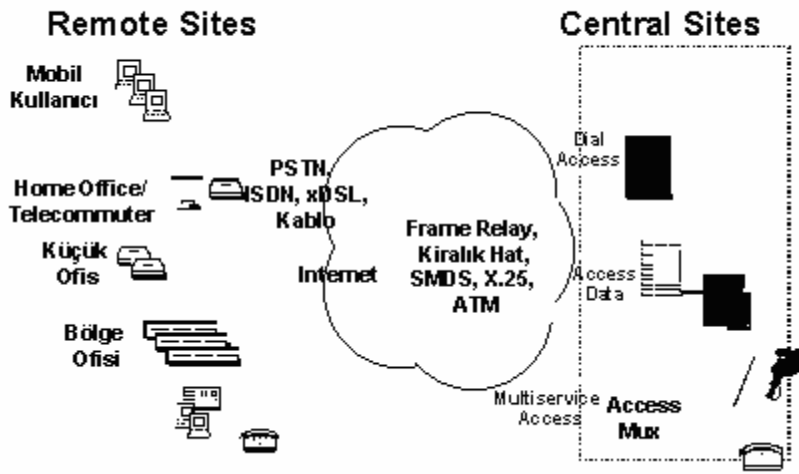 Remote Sites
Central Sites
Mobil
Kullanıcı
Home Office/
Telecommuter
Küçük
Ofis
Bölge
Ofisi
PSTN,
ISDN, xDSL,
Kablo
Internet
Frame Relay,
Kiralık Hat,
SMDS, X.25,
ATM
Dial
Access
Access
Data
Multiservice
Access
Access
Mux